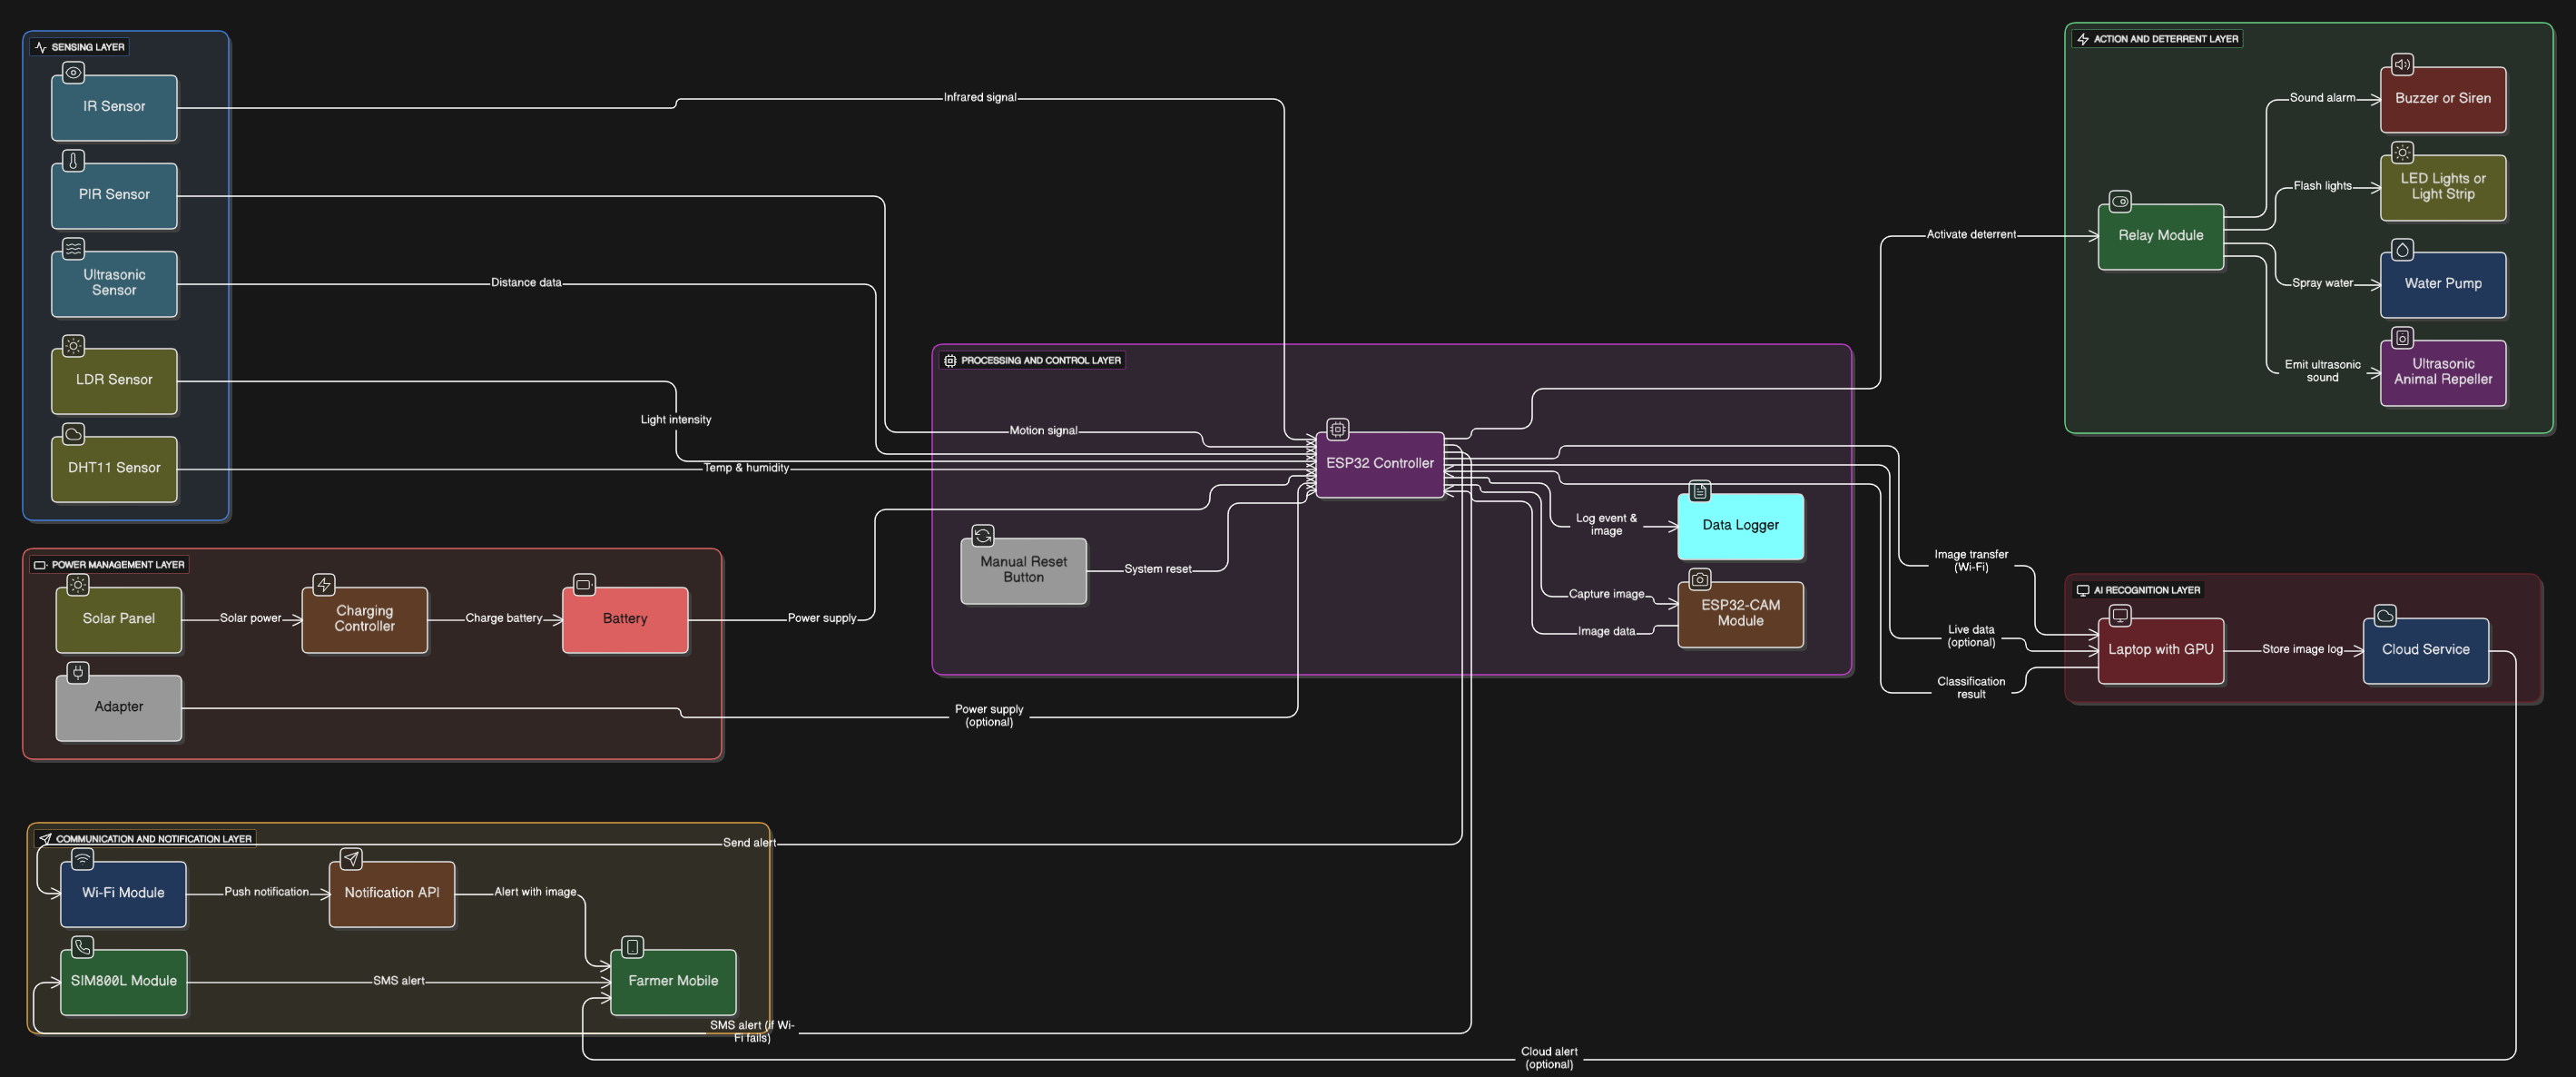 SENSING LAYER
IR Sensor
PIR Sensor
Ultrasonic
Sensor
LDR Sensor
DHT11 Sensor
Infrared signal
Distance data
Light intensity
Motion signal
Temp & humidity
POWER MANAGEMENT LAYER
Solar Panel
Solar power
Charging
Controller
Charge battery
Battery
Power supply
Adapter
Power supply
(optional)
PROCESSING AND CONTROL LAYER
ESP32 Controller
Manual Reset
Button
System reset
Log event &
image
Data Logger
Capture image
Image data
ESP32-CAM
Module
ACTION AND DETERRENT LAYER
Activate deterrent
Relay Module
Sound alarm
Buzzer or Siren
Flash lights
LED Lights or
Light Strip
Spray water
Water Pump
Emit ultrasonic
sound
Ultrasonic
Animal Repeller
Image transfer
(Wi-Fi)
Live data
(optional)
Classification
result
AI RECOGNITION LAYER
Laptop with GPU
Store image log
Cloud Service
COMMUNICATION AND NOTIFICATION LAYER
Send alert
Wi-Fi Module
Push notification
Notification API
Alert with image
SIM800L Module
SMS alert
Farmer Mobile
SMS alert (if Wi-
Fi fails)
Cloud alert
(optional)